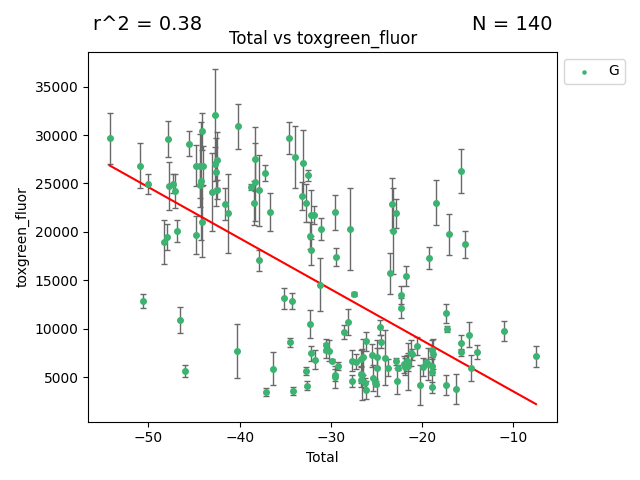 r^2 = 0.38
N = 140
Total vs toxgreen_fluor
G
toxgreen_fluor
35000
30000
25000
20000
15000
10000
5000
−50
−40
−30
−20
−10
Total